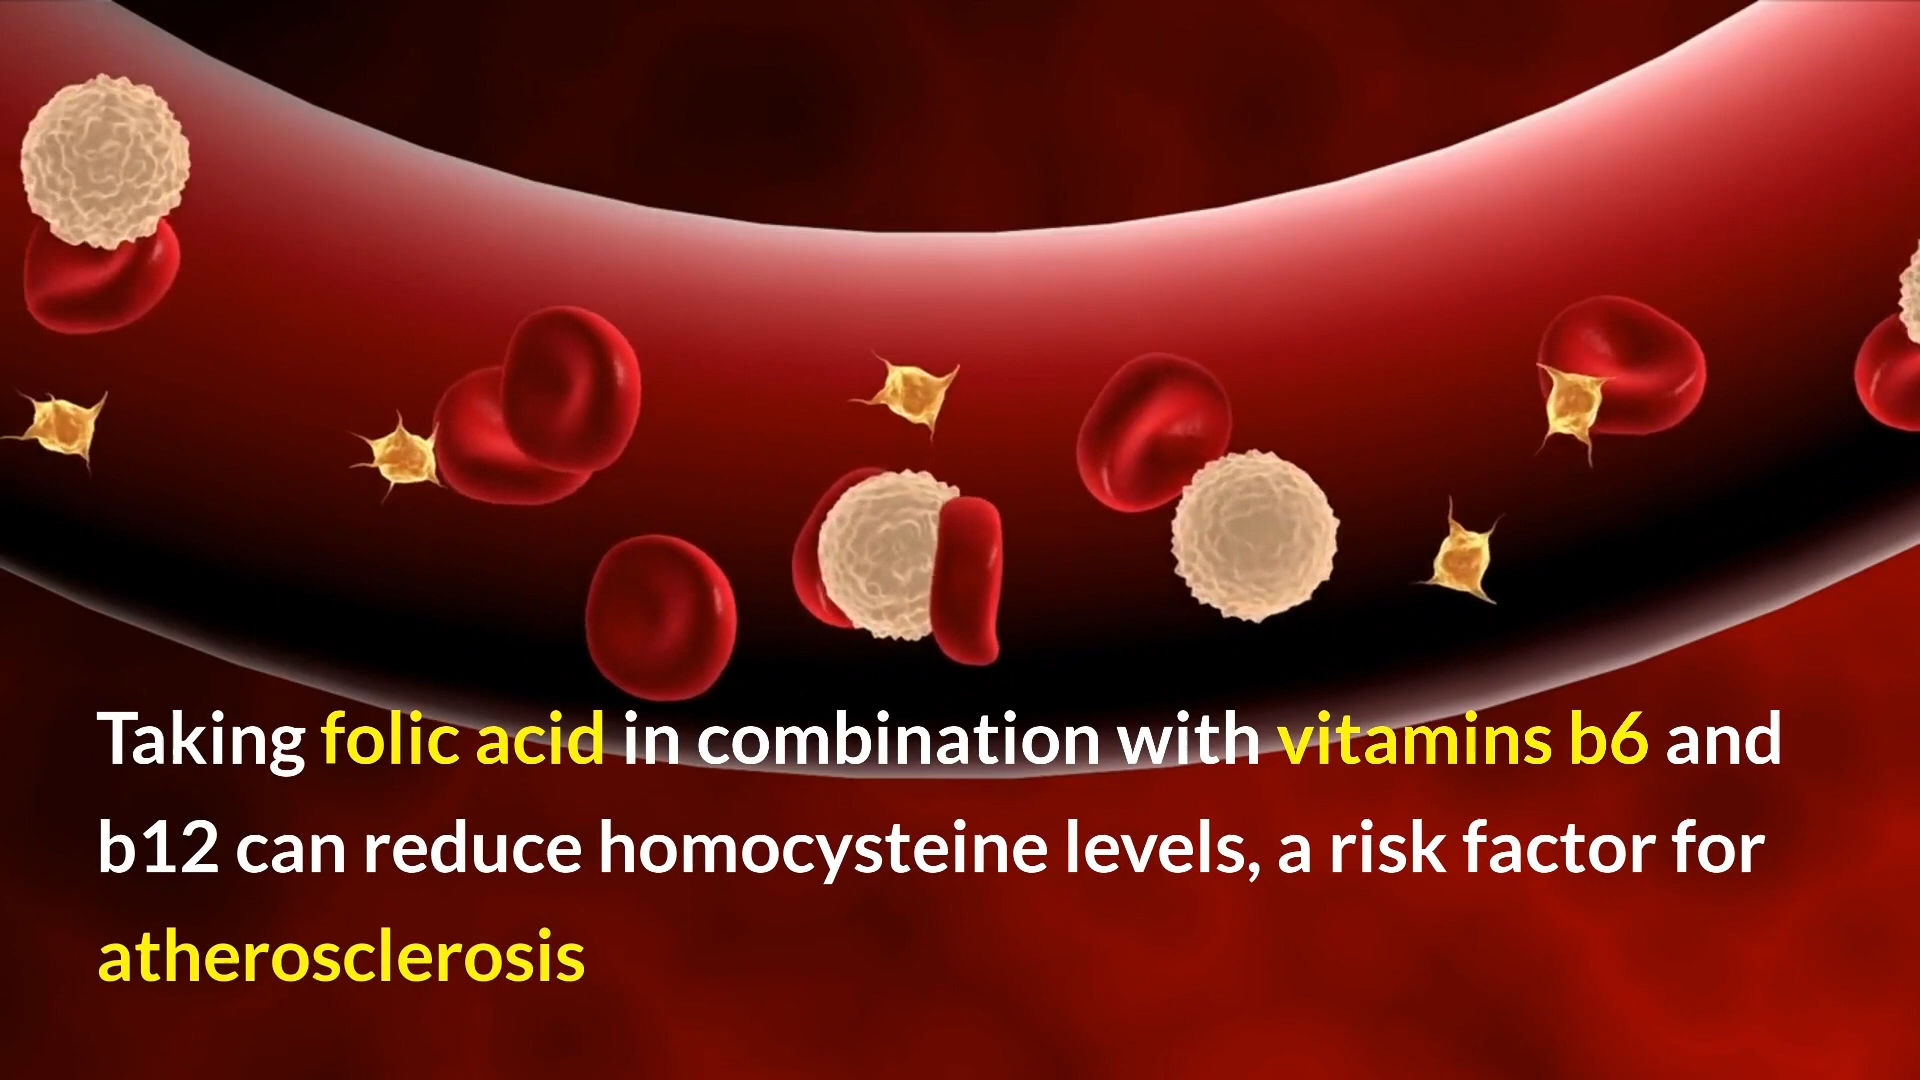 Taking folic acid in combination with vitamins b6 and
b12 can reduce homocysteine levels, a risk factor for
atherosclerosis